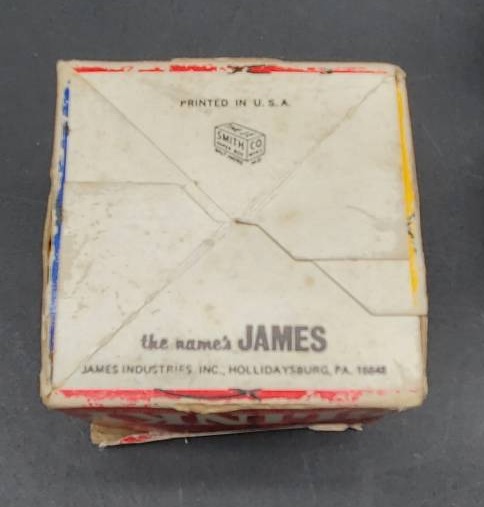 PRINTED IN U.S.A.
SMITH CO
the name's JAMES
JAMES INDUSTRIES, INC., HOLLIDAYSBURG, PA. 16648